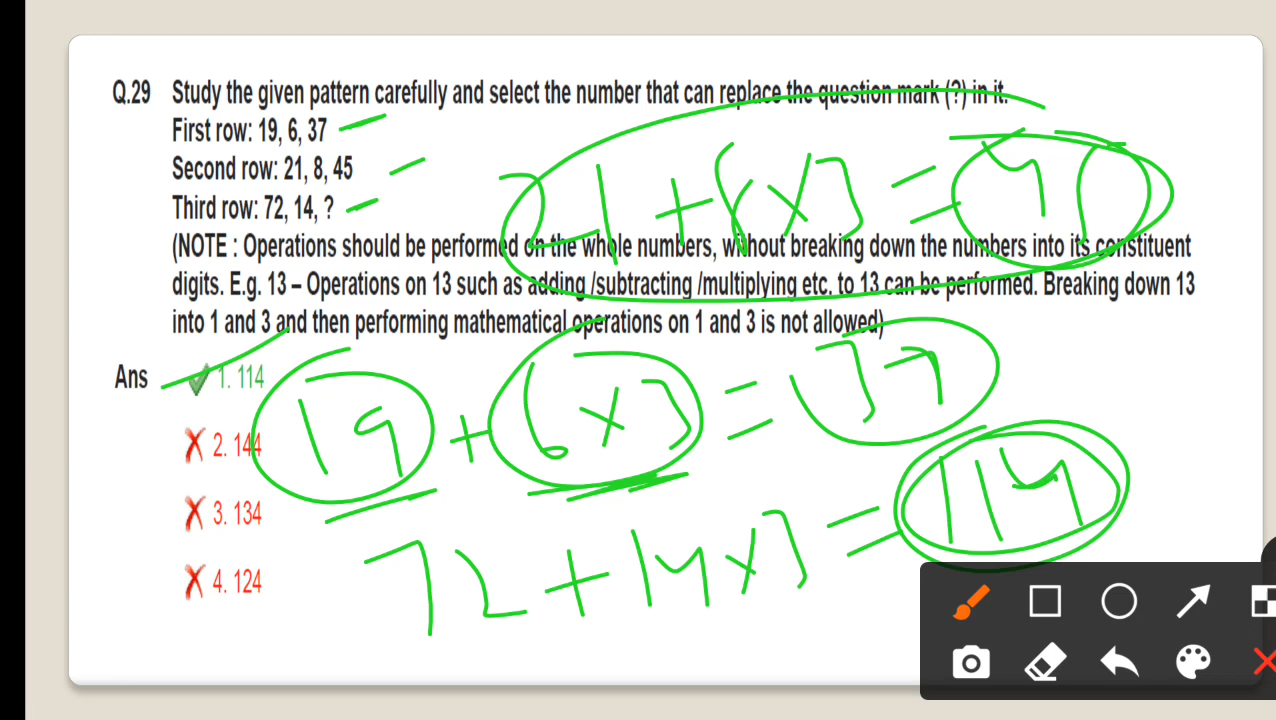 Q.29 Study the given pattern carefully and select the number that can replace the question mark (?) in it.
First row: 19, 6, 37
Second row: 21, 8, 45
Third row: 72, 14, ?
(NOTE : Operations should be performed on the whole numbers, without breaking down the numbers into its constituent
digits. E.g. 13 – Operations on 13 such as adding /subtracting /multiplying etc. to 13 can be performed. Breaking down 13
into 1 and 3 and then performing mathematical operations on 1 and 3 is not allowed)
Ans 1. 114
2. 144
3. 134
4. 124
19 + 6x3 = 37
72 + 14x3 = 114